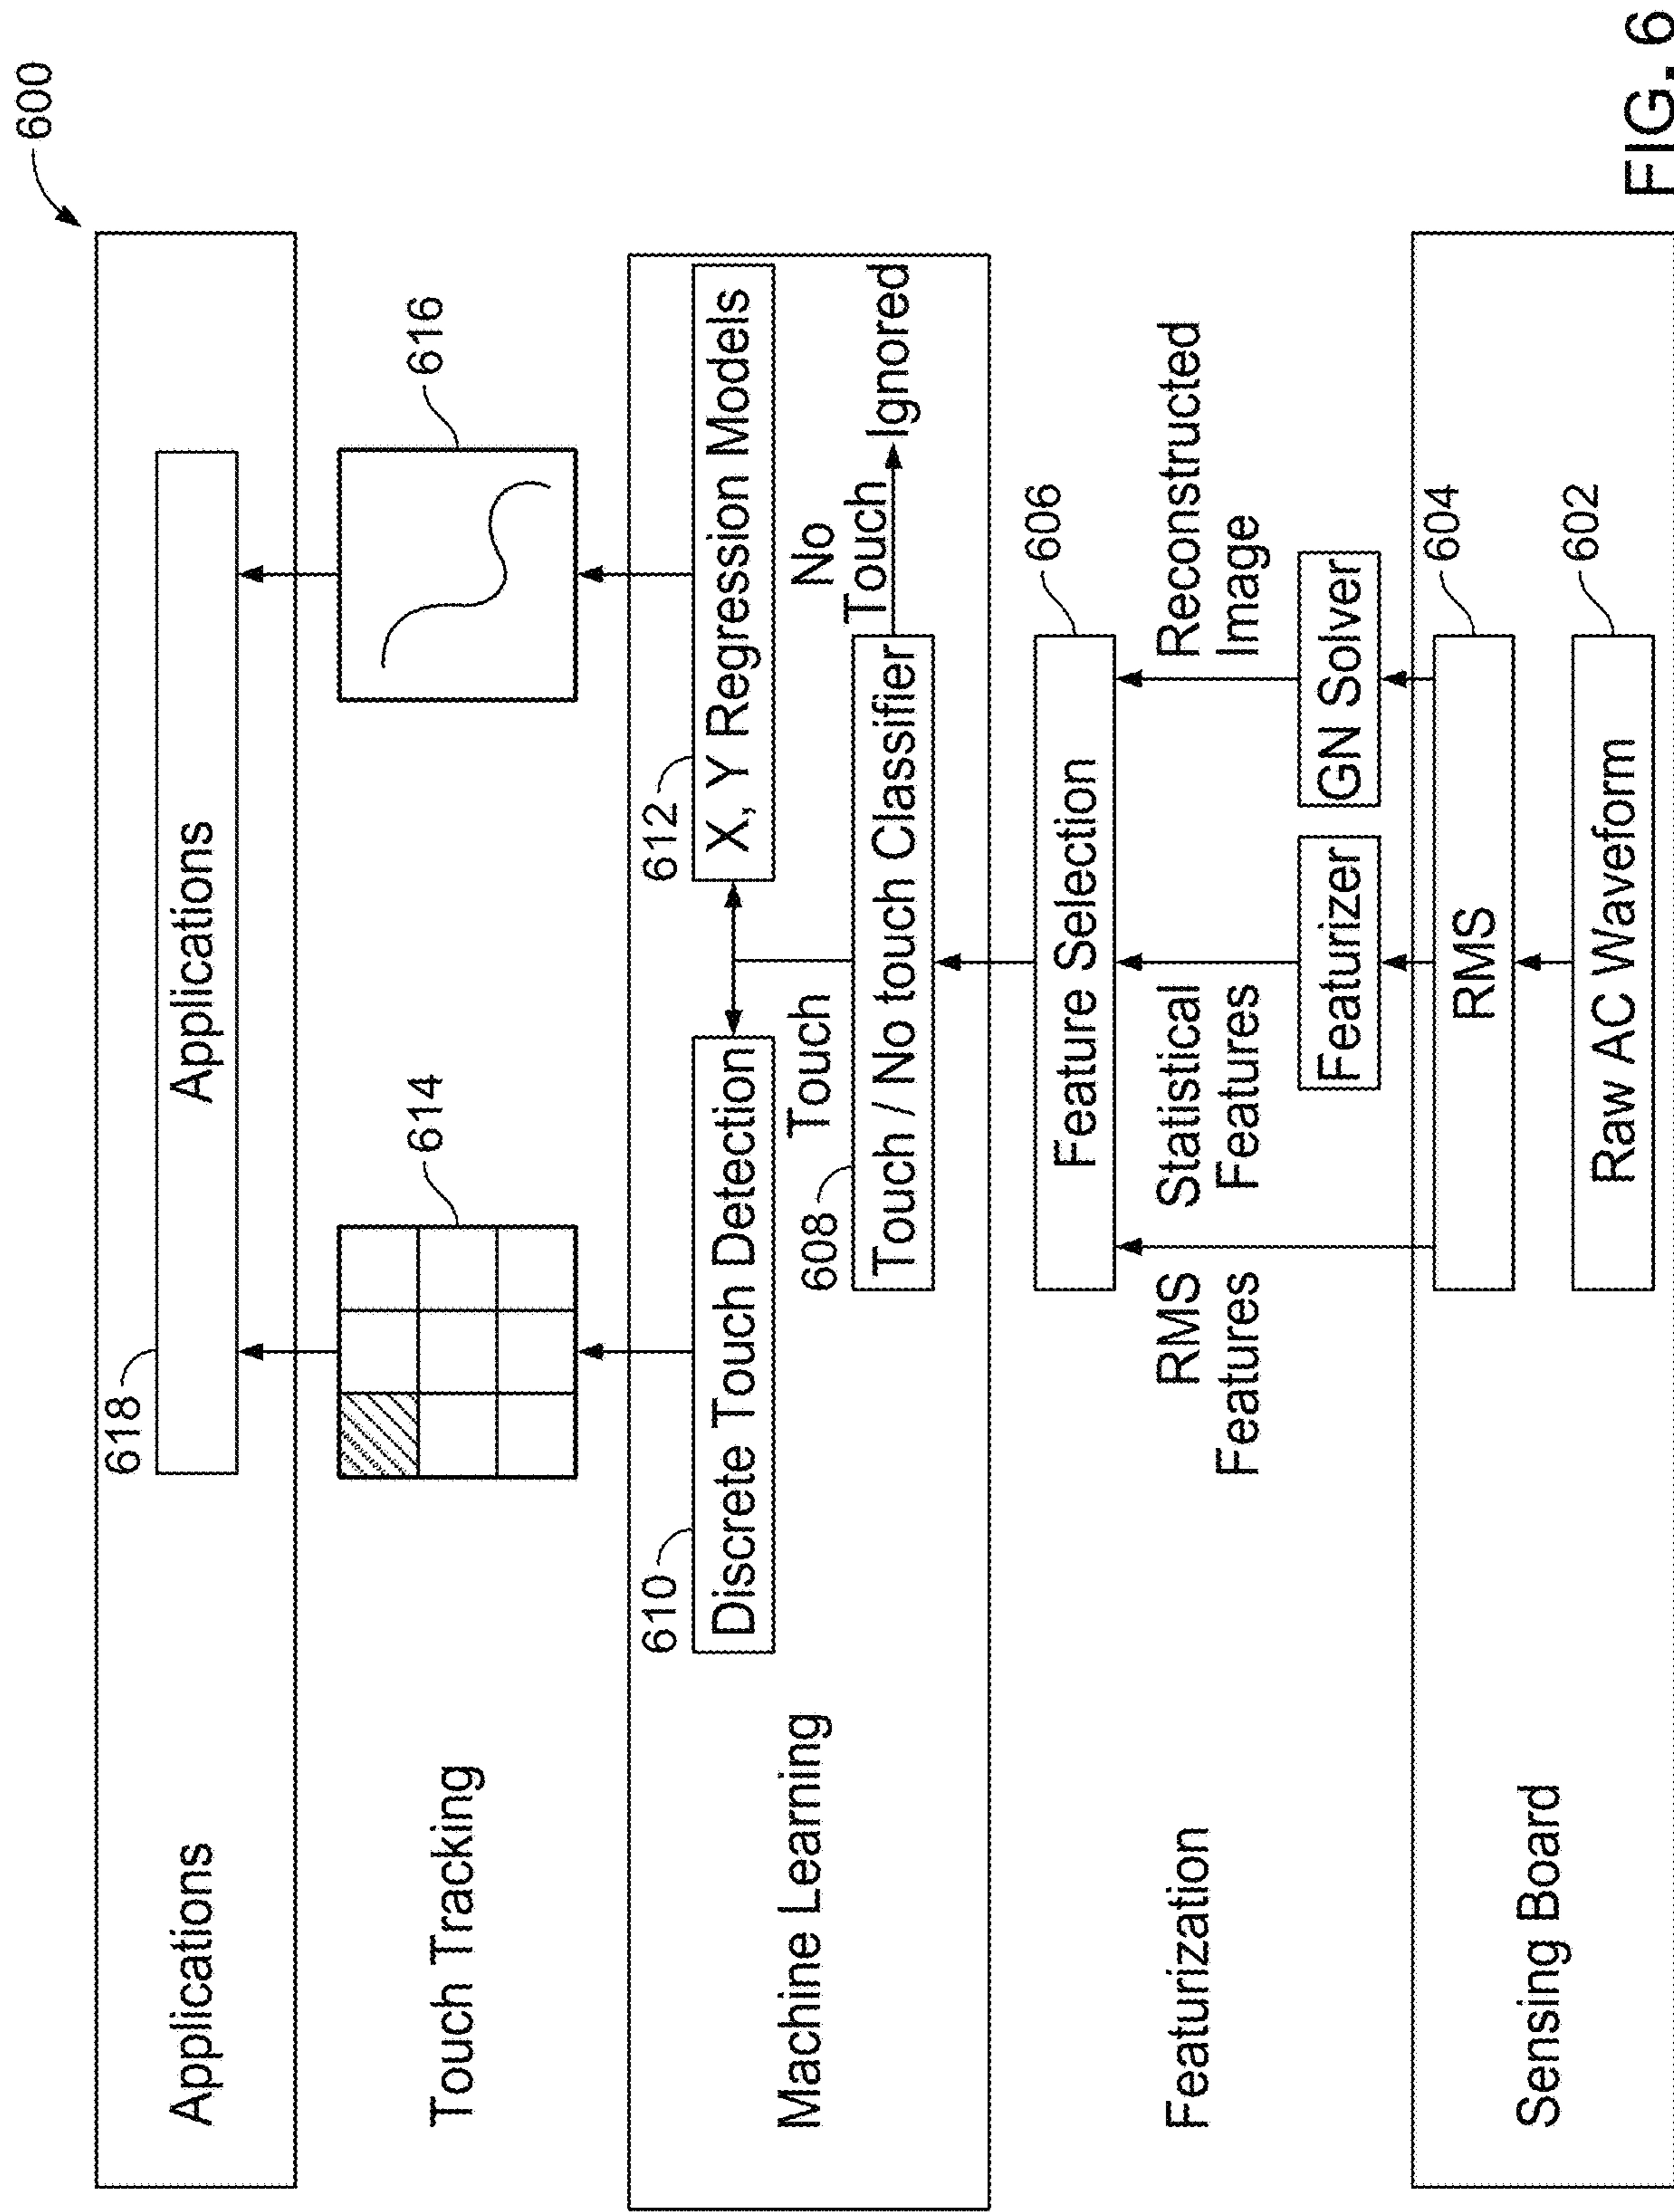 600
Applications
618
Applications
Touch Tracking
614
616
Machine Learning
610
Discrete Touch Detection
612
X, Y Regression Models
Touch
No
Touch
608
Touch / No touch Classifier
Ignored
Featurization
606
Feature Selection
RMS
Features
Statistical
Features
Reconstructed
Image
Featurizer
GN Solver
Sensing Board
604
RMS
602
Raw AC Waveform
FIG. 6